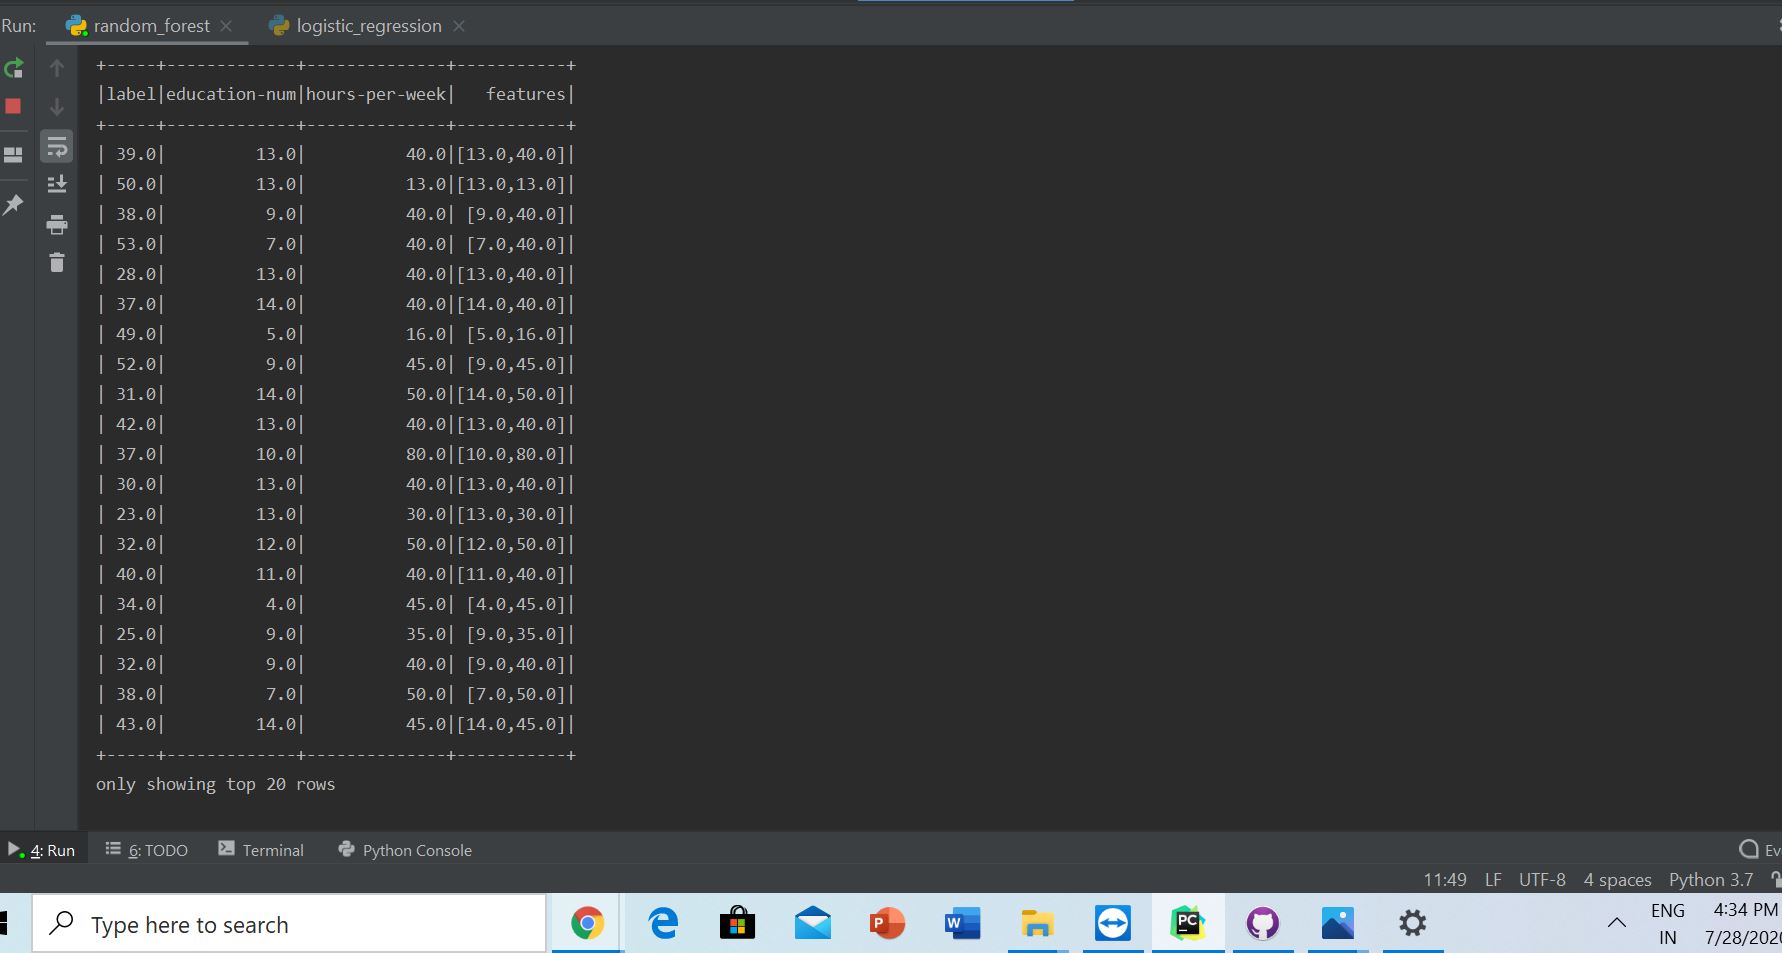 Run: random_forest logistic_regression
+-----+-------------+--------------+-----------+
|label|education-num|hours-per-week|   features|
+-----+-------------+--------------+-----------+
| 39.0|         13.0|          40.0|[13.0,40.0]|
| 50.0|         13.0|          13.0|[13.0,13.0]|
| 38.0|          9.0|          40.0| [9.0,40.0]|
| 53.0|          7.0|          40.0| [7.0,40.0]|
| 28.0|         13.0|          40.0|[13.0,40.0]|
| 37.0|         14.0|          40.0|[14.0,40.0]|
| 49.0|          5.0|          16.0| [5.0,16.0]|
| 52.0|          9.0|          45.0| [9.0,45.0]|
| 31.0|         14.0|          50.0|[14.0,50.0]|
| 42.0|         13.0|          40.0|[13.0,40.0]|
| 37.0|         10.0|          80.0|[10.0,80.0]|
| 30.0|         13.0|          40.0|[13.0,40.0]|
| 23.0|         13.0|          30.0|[13.0,30.0]|
| 32.0|         12.0|          50.0|[12.0,50.0]|
| 40.0|         11.0|          40.0|[11.0,40.0]|
| 34.0|          4.0|          45.0| [4.0,45.0]|
| 25.0|          9.0|          35.0| [9.0,35.0]|
| 32.0|          9.0|          40.0| [9.0,40.0]|
| 38.0|          7.0|          50.0| [7.0,50.0]|
| 43.0|         14.0|          45.0|[14.0,45.0]|
+-----+-------------+--------------+-----------+
only showing top 20 rows
4: Run 6: TODO Terminal Python Console Ev
11:49 LF UTF-8 4 spaces Python 3.7
Type here to search
P W PC
ENG 4:34 PM
IN 7/28/202